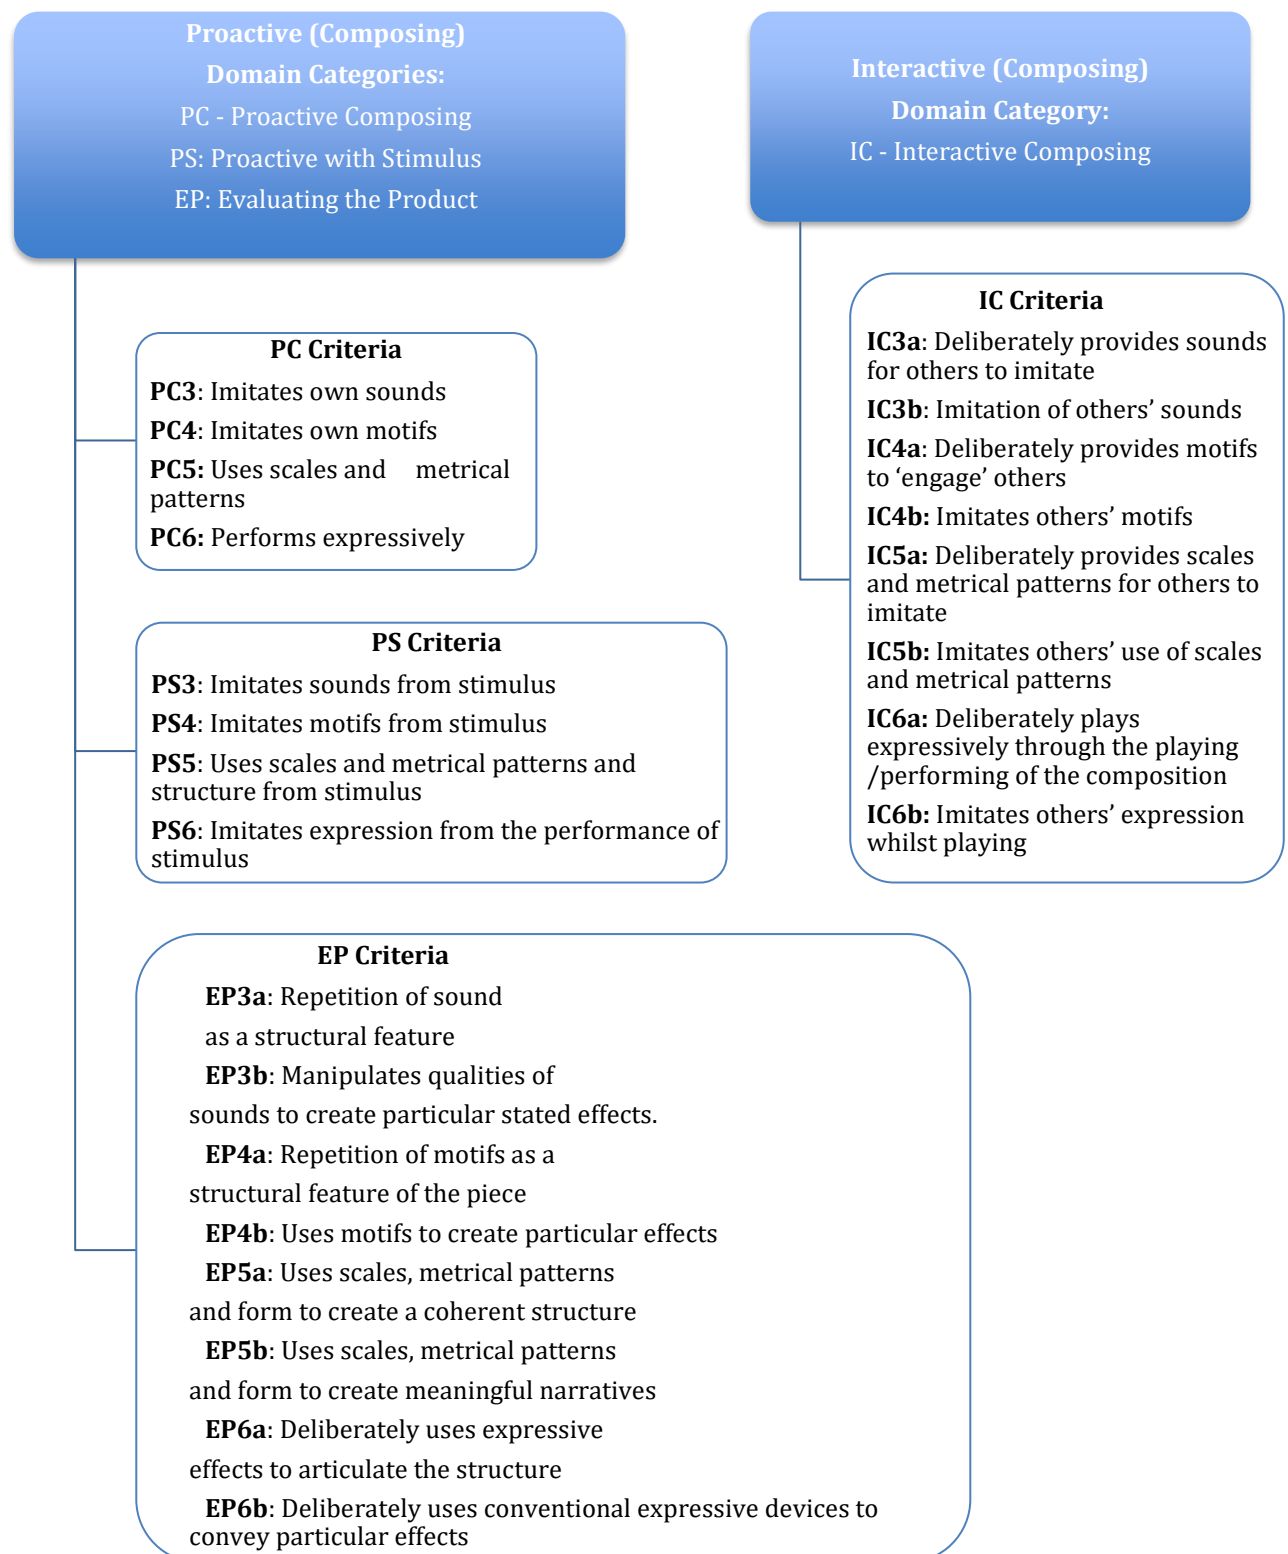 Proactive (Composing)
Domain Categories:
PC - Proactive Composing
PS: Proactive with Stimulus
EP: Evaluating the Product
Interactive (Composing)
Domain Category:
IC - Interactive Composing
PC Criteria
PC3: Imitates own sounds
PC4: Imitates own motifs
PC5: Uses scales and metrical
patterns
PC6: Performs expressively
PS Criteria
PS3: Imitates sounds from stimulus
PS4: Imitates motifs from stimulus
PS5: Uses scales and metrical patterns and
structure from stimulus
PS6: Imitates expression from the performance of
stimulus
EP Criteria
EP3a: Repetition of sound
as a structural feature
EP3b: Manipulates qualities of
sounds to create particular stated effects.
EP4a: Repetition of motifs as a
structural feature of the piece
EP4b: Uses motifs to create particular effects
EP5a: Uses scales, metrical patterns
and form to create a coherent structure
EP5b: Uses scales, metrical patterns
and form to create meaningful narratives
EP6a: Deliberately uses expressive
effects to articulate the structure
EP6b: Deliberately uses conventional expressive devices to
convey particular effects
IC Criteria
IC3a: Deliberately provides sounds
for others to imitate
IC3b: Imitation of others’ sounds
IC4a: Deliberately provides motifs
to ‘engage’ others
IC4b: Imitates others’ motifs
IC5a: Deliberately provides scales
and metrical patterns for others to
imitate
IC5b: Imitates others’ use of scales
and metrical patterns
IC6a: Deliberately plays
expressively through the playing
/performing of the composition
IC6b: Imitates others’ expression
whilst playing